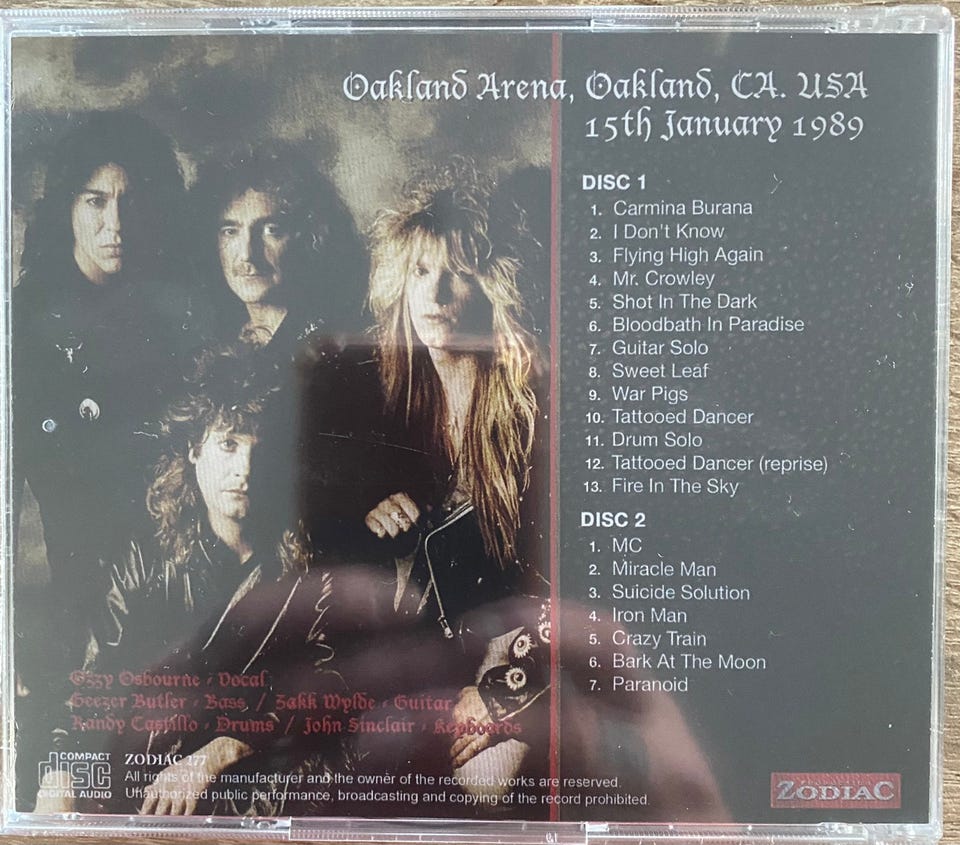 Oakland Arena, Oakland, CA. USA
15th January 1989
DISC 1
1. Carmina Burana
2. I Don't Know
3. Flying High Again
4. Mr. Crowley
5. Shot In The Dark
6. Bloodbath In Paradise
7. Guitar Solo
8. Sweet Leaf
9. War Pigs
10. Tattooed Dancer
11. Drum Solo
12. Tattooed Dancer (reprise)
13. Fire In The Sky
DISC 2
1. MC
2. Miracle Man
3. Suicide Solution
4. Iron Man
5. Crazy Train
6. Bark At The Moon
7. Paranoid
Ozzy Osbourne - Vocal
Geezer Butler - Bass / Zakk Wylde - Guitar
Randy Castillo - Drums / John Sinclair - Keyboards
COMPACT
disc
DIGITAL AUDIO
ZODIAC 277
All rights of the manufacturer and the owner of the recorded works are reserved.
Unauthorized public performance, broadcasting and copying of the record prohibited.
ZODIAC